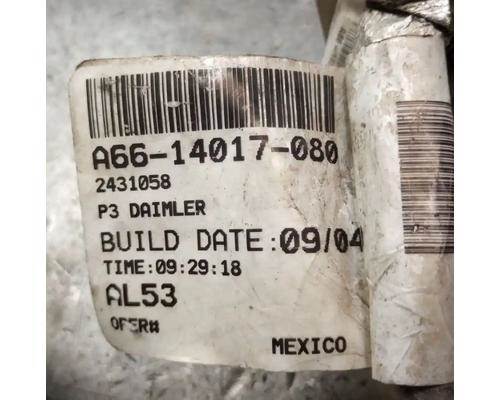 A66-14017-080
2431058
P3 DAIMLER
BUILD DATE: 09/04
TIME:09:29:18
AL53
OPER#
MEXICO